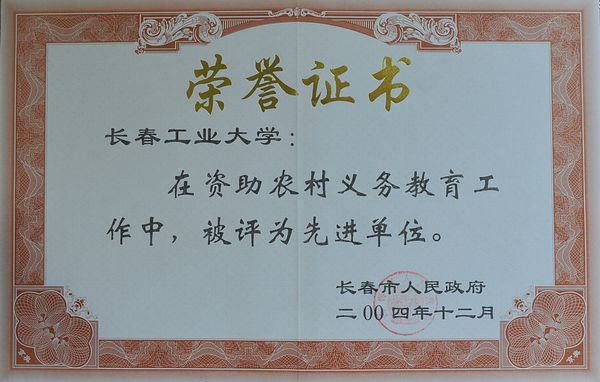 荣誉证书
长春工业大学：
在资助农村义务教育工
作中，被评为先进单位。
长春市人民政府
二00四年十二月